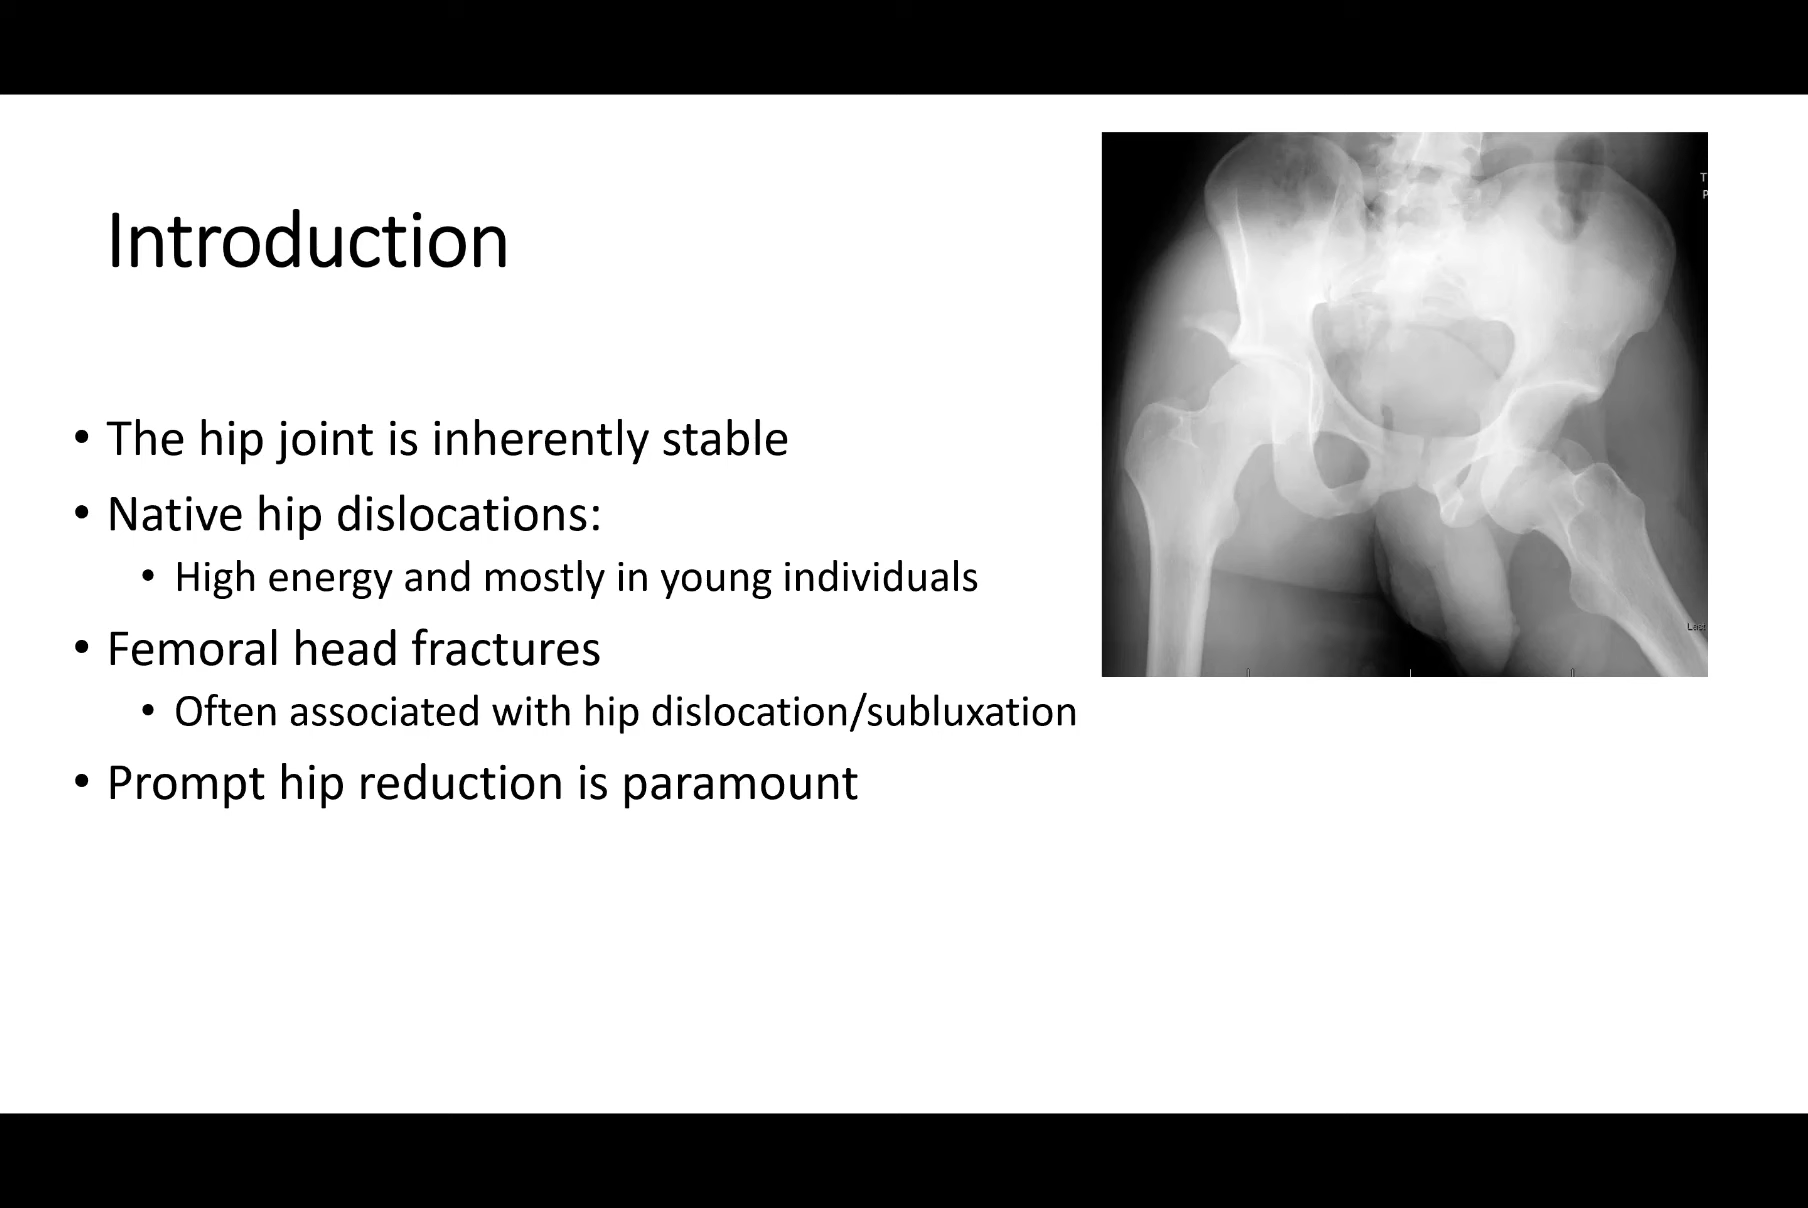 Introduction
• The hip joint is inherently stable
• Native hip dislocations:
• High energy and mostly in young individuals
• Femoral head fractures
• Often associated with hip dislocation/subluxation
• Prompt hip reduction is paramount
T
P